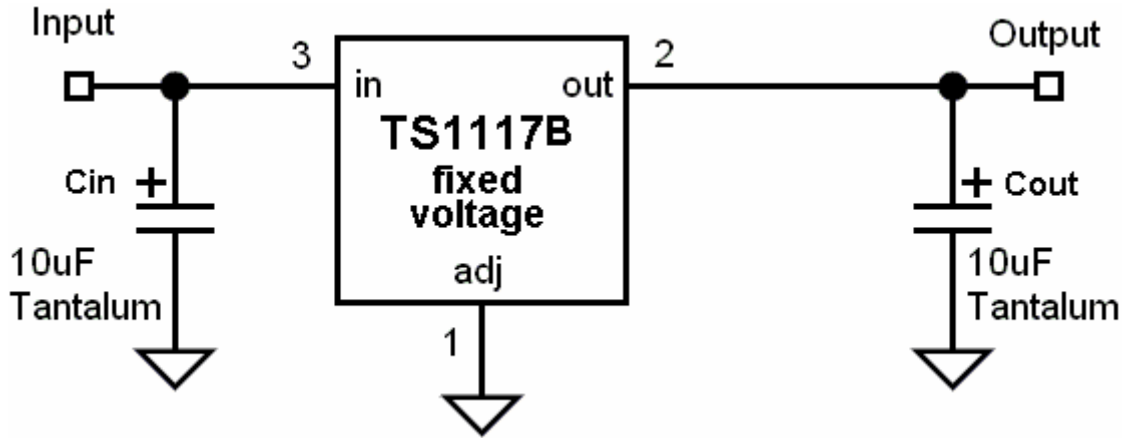 Input
Output
3
2
in
out
TS1117B
fixed
voltage
adj
1
Cin +
10uF
Tantalum
+ Cout
10uF
Tantalum